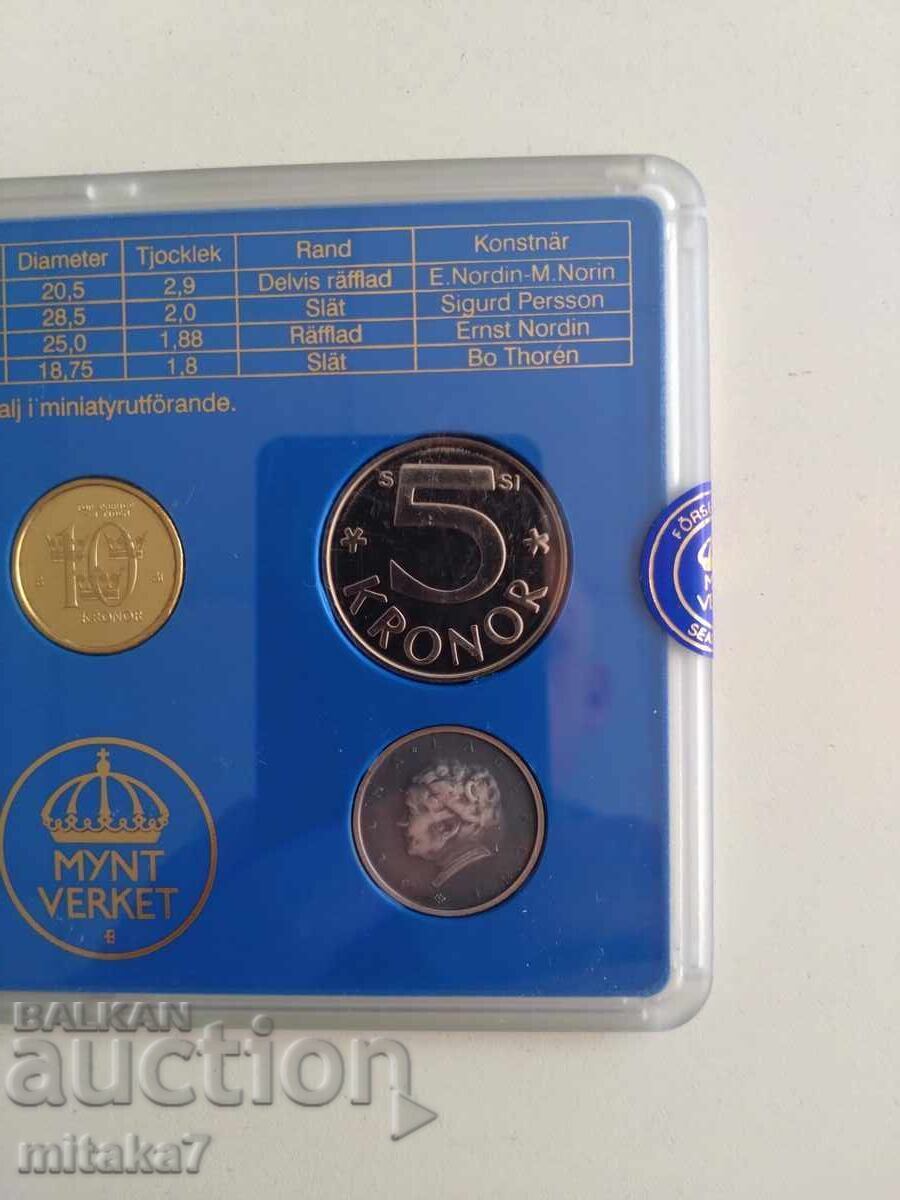 Diameter Tjocklek Rand Konstnär
20,5 2,9 Delvis räfflad E.Nordin-M.Norin
28,5 2,0 Slät Sigurd Persson
25,0 1,88 Räfflad Ernst Nordin
18,75 1,8 Slät Bo Thorén
alj i miniatyrutförande.
10
KRONOR
S SI
5
KRONOR
MYNT
VERKET
BALKAN
auction
mitaka7